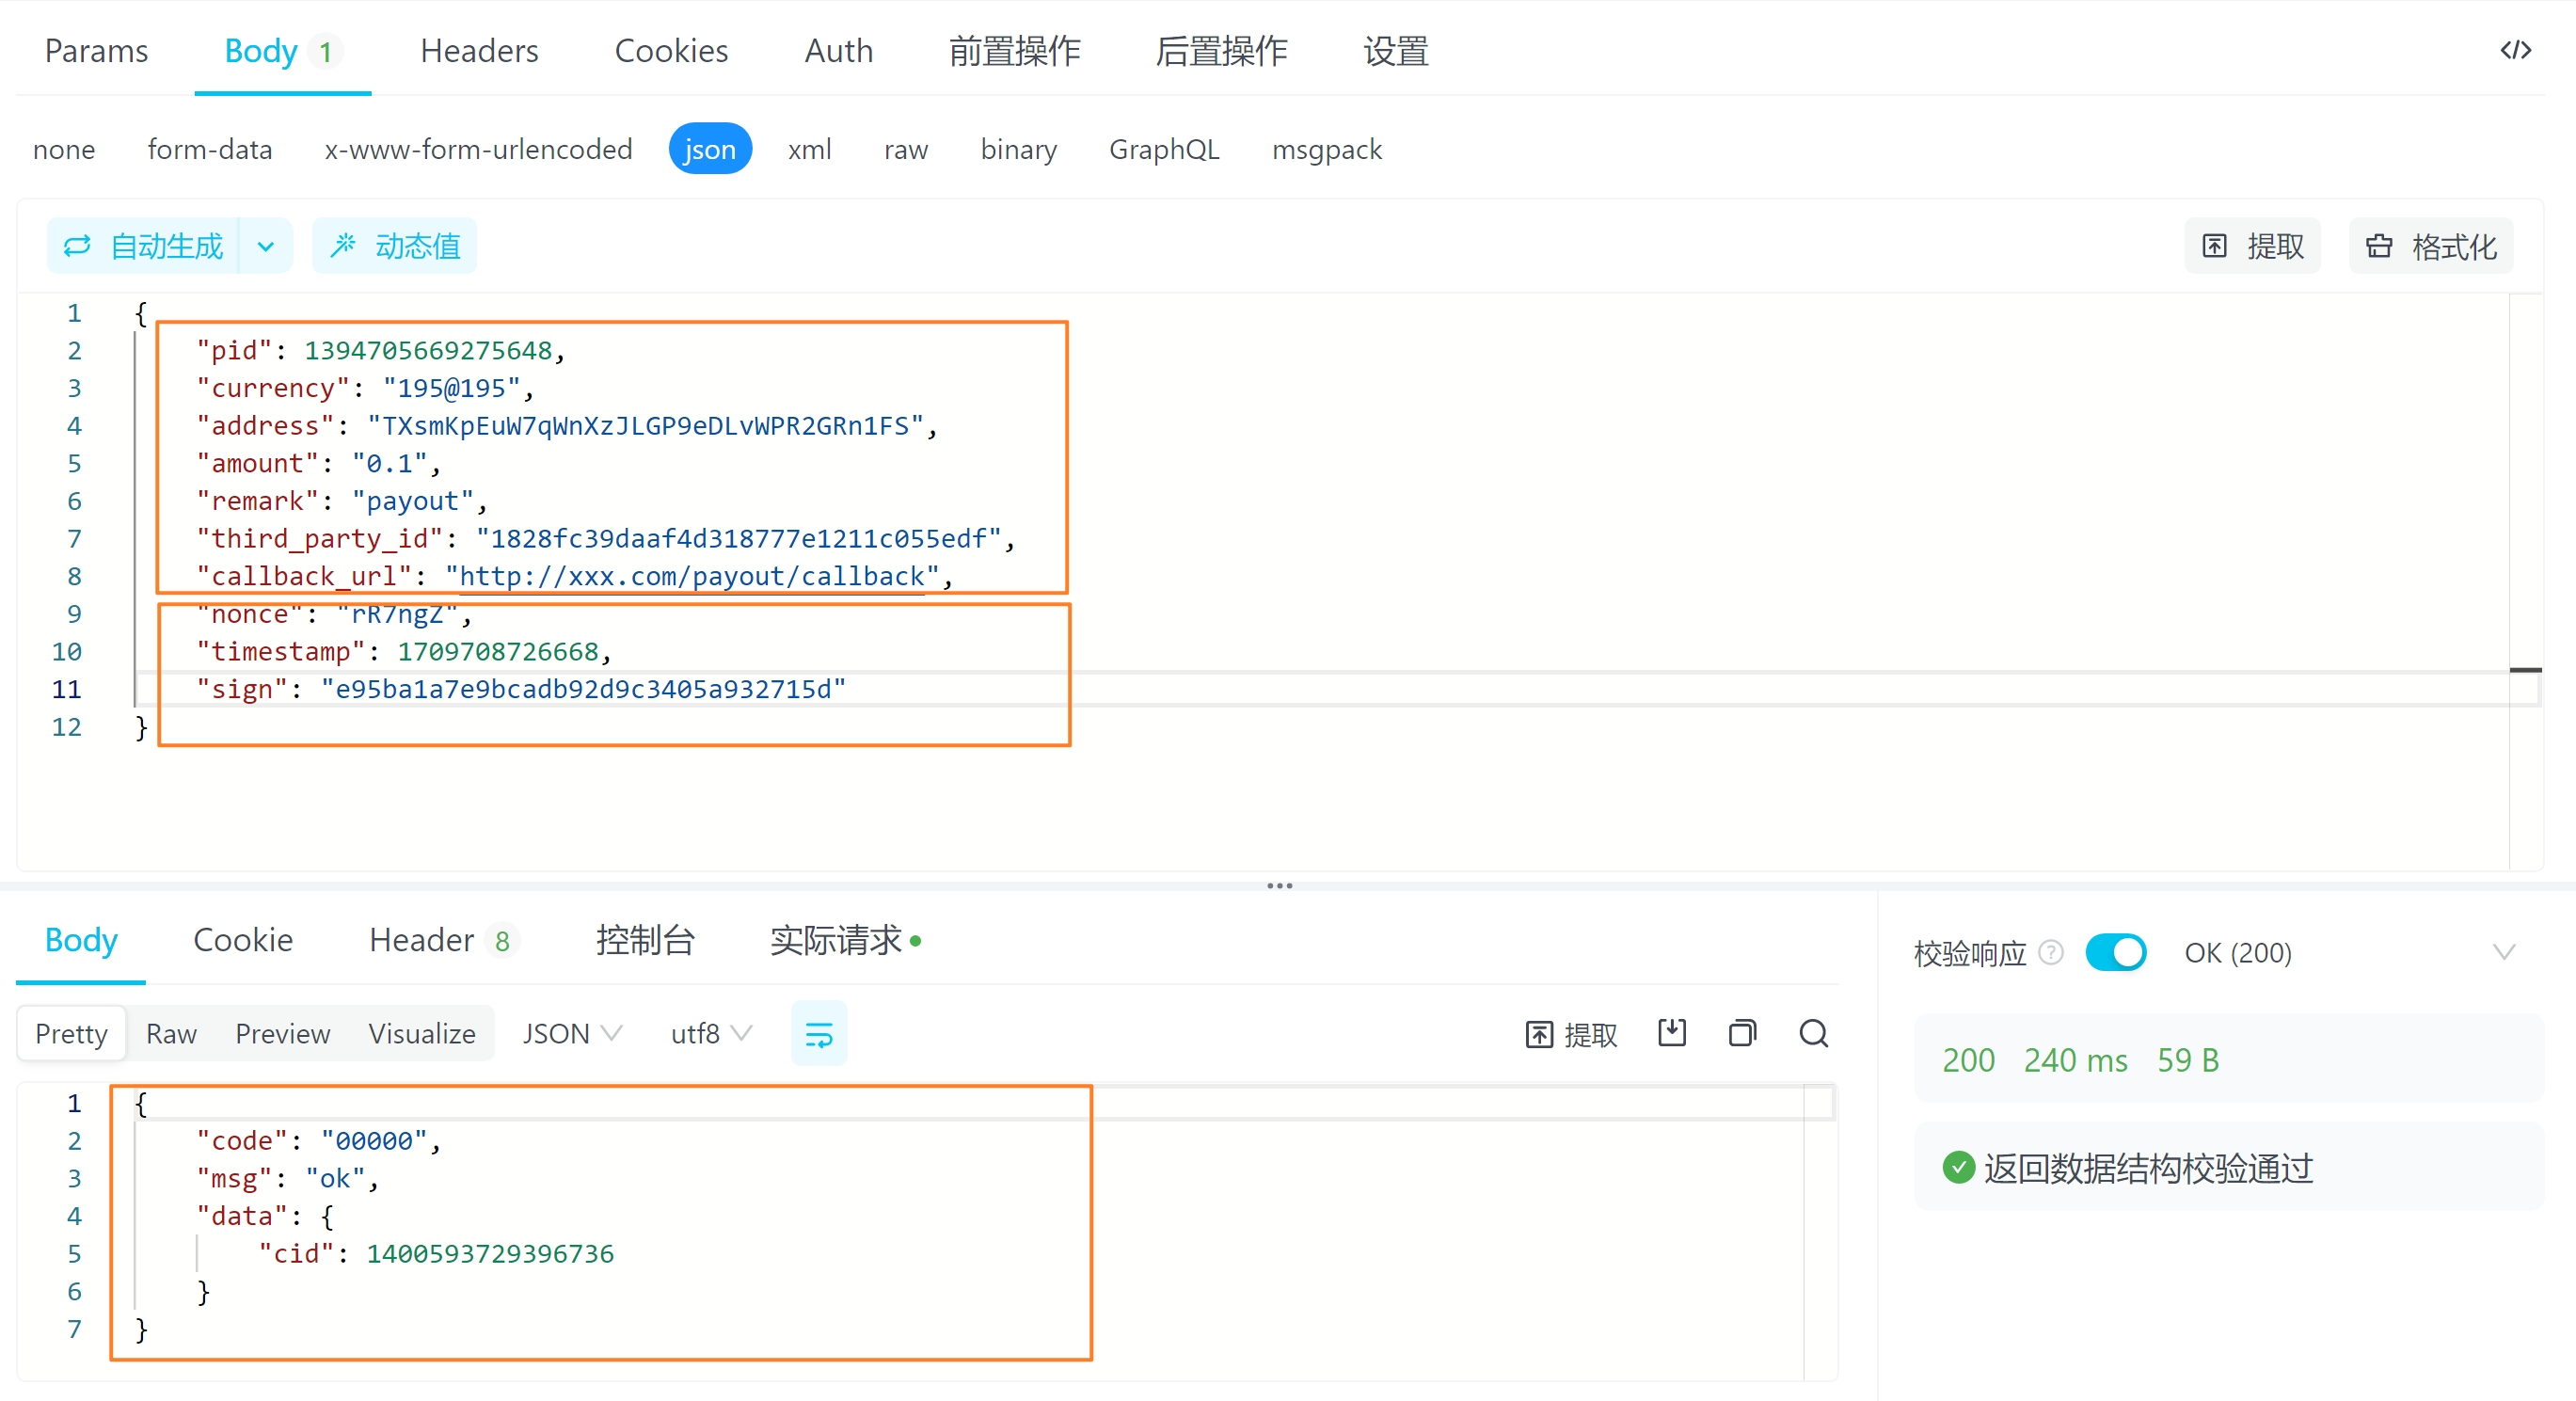 Params Body 1 Headers Cookies Auth 前置操作 后置操作 设置 </>
none form-data x-www-form-urlencoded json xml raw binary GraphQL msgpack
自动生成 动态值 提取 格式化
1 {
2 "pid": 1394705669275648,
3 "currency": "195@195",
4 "address": "TXsmKpEuW7qWnXzJLGP9eDLvWPR2GRn1FS",
5 "amount": "0.1",
6 "remark": "payout",
7 "third_party_id": "1828fc39daaf4d318777e1211c055edf",
8 "callback_url": "http://xxx.com/payout/callback",
9 "nonce": "rR7ngZ",
10 "timestamp": 1709708726668,
11 "sign": "e95ba1a7e9bcadb92d9c3405a932715d"
12 }
Body Cookie Header 8 控制台 实际请求
Pretty Raw Preview Visualize JSON utf8 提取
1 {
2 "code": "00000",
3 "msg": "ok",
4 "data": {
5 "cid": 1400593729396736
6 }
7 }
校验响应 ? OK (200)
200 240 ms 59 B
返回数据结构校验通过